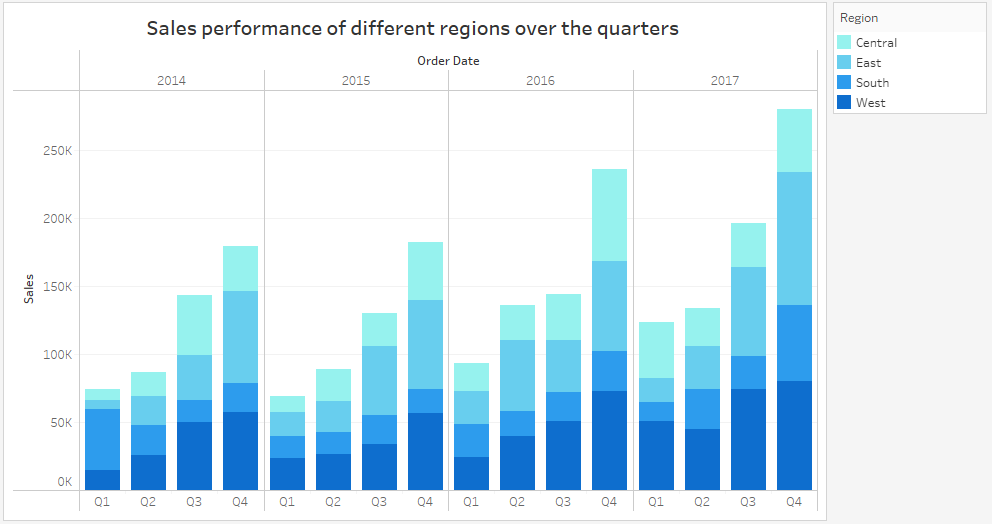 Sales performance of different regions over the quarters
Order Date
2014 2015 2016 2017
250K
200K
150K
100K
50K
0K
Sales
Q1 Q2 Q3 Q4 Q1 Q2 Q3 Q4 Q1 Q2 Q3 Q4 Q1 Q2 Q3 Q4
Region
Central
East
South
West